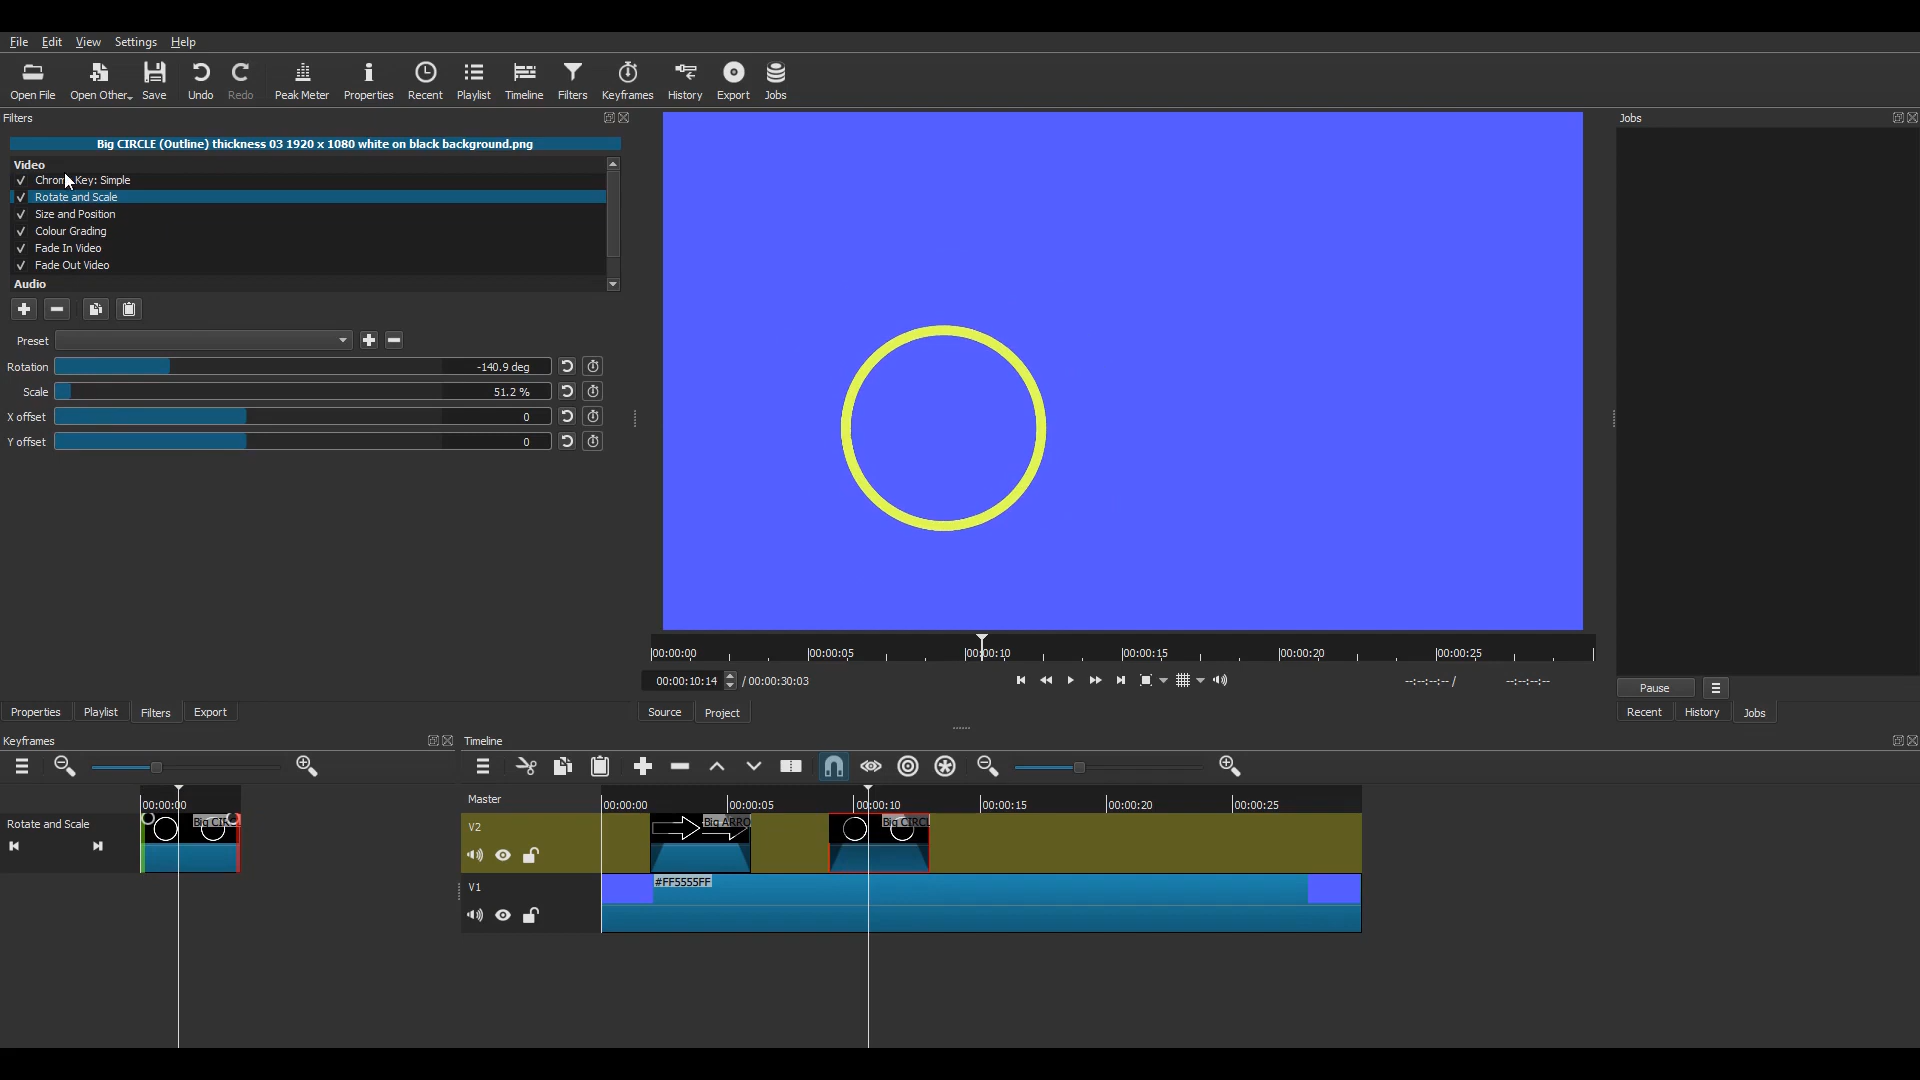 File Edit View Settings Help
Open File Open Other Save Undo Redo Peak Meter Properties Recent Playlist Timeline Filters Keyframes History Export Jobs
Filters
Big CIRCLE (Outline) thickness 03 1920 x 1080 white on black background.png
Video
Key: Simple
Rotate and Scale
Size and Position
Colour Grading
Fade In Video
Fade Out Video
Audio
Preset
Rotation -140.9 deg
Scale 51.2 %
X offset 0
Y offset 0
00:00:00 00:00:05 00:00:10 00:00:15 00:00:20 00:00:25
00:00:10:14 / 00:00:30:03 --:--:--:-- / --:--:--:--
Properties Playlist Filters Export
Source Project
Jobs
Pause
Recent History Jobs
Keyframes
00:00:00
Rotate and Scale
Timeline
Master
00:00:00 00:00:05 00:00:10 00:00:15 00:00:20 00:00:25
V2
Big ARRO
Big CIRCL
V1
#FF5555FF